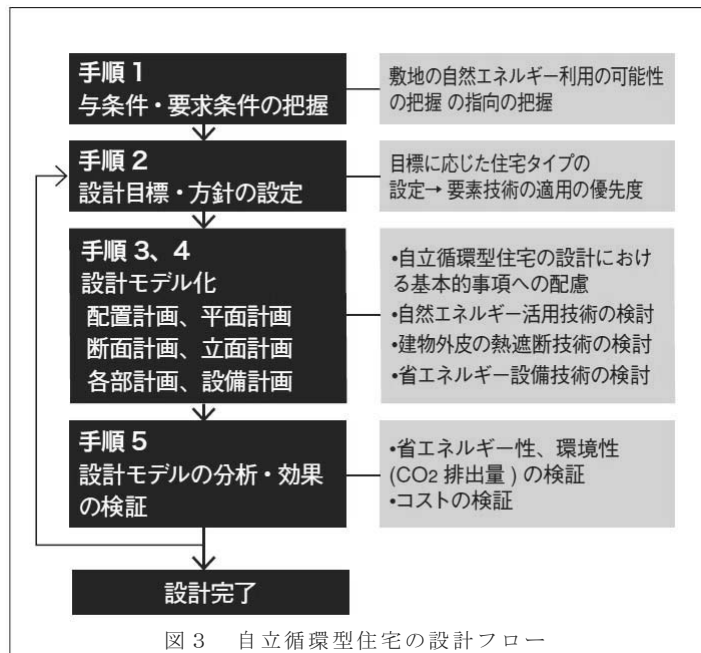 手順1
与条件・要求条件の把握
敷地の自然エネルギー利用の可能性
の把握 の指向の把握
手順2
設計目標・方針の設定
目標に応じた住宅タイプの
設定→ 要素技術の適用の優先度
手順3、4
設計モデル化
配置計画、平面計画
断面計画、立面計画
各部計画、設備計画
•自立循環型住宅の設計におけ
る基本的事項への配慮
•自然エネルギー活用技術の検討
•建物外皮の熱遮断技術の検討
•省エネルギー設備技術の検討
手順5
設計モデルの分析・効果
の検証
•省エネルギー性、環境性
(CO2 排出量 ) の検証
•コストの検証
設計完了
図3 自立循環型住宅の設計フロー